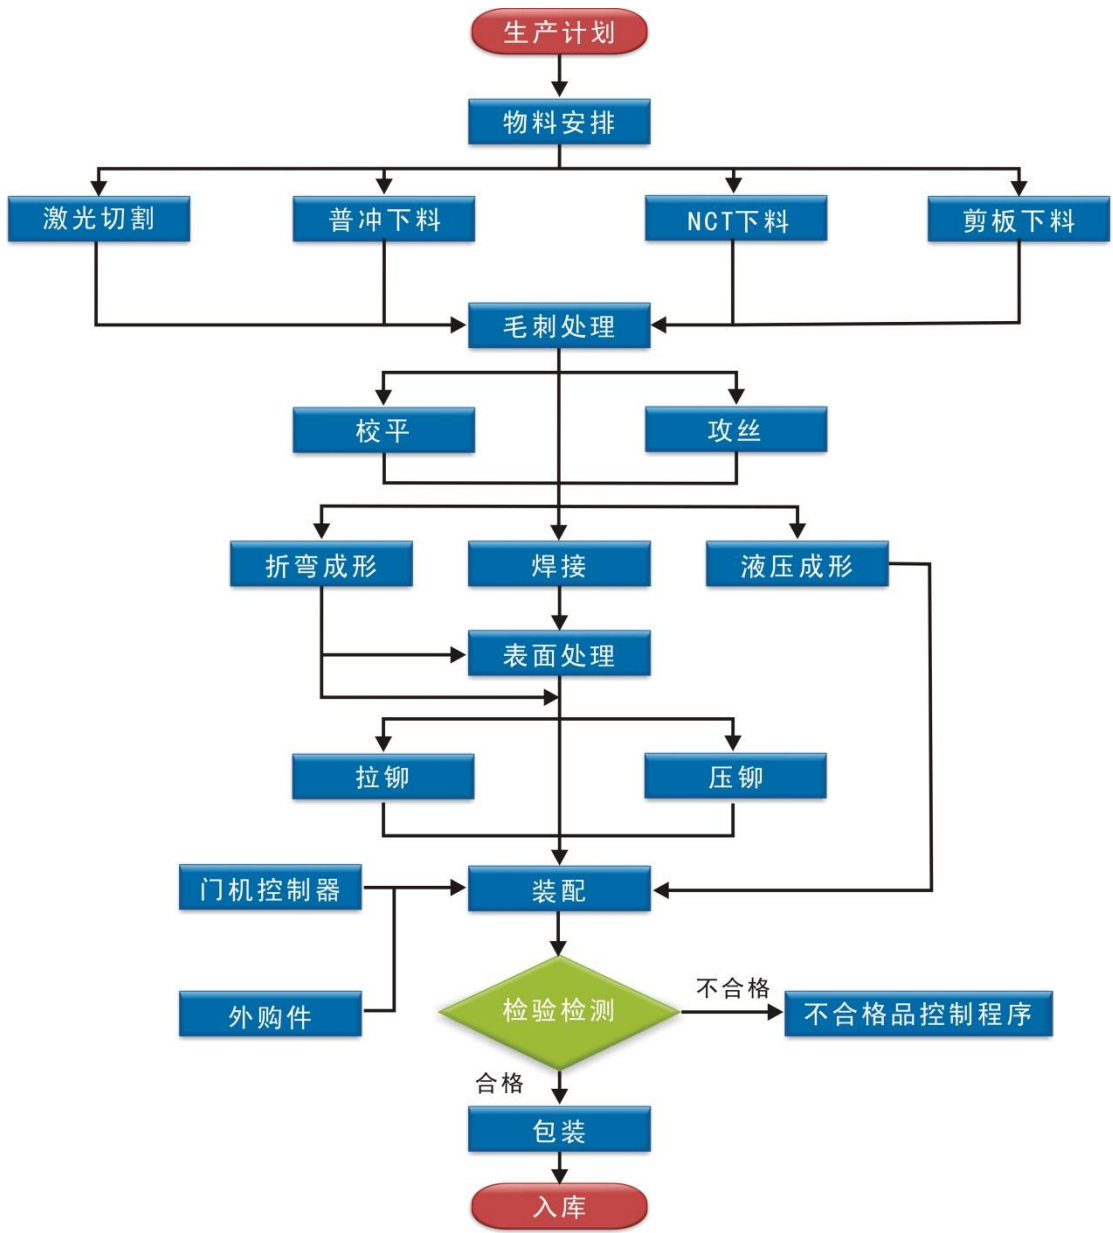 生产计划
物料安排
激光切割
普冲下料
NCT下料
剪板下料
毛刺处理
校平
攻丝
折弯成形
焊接
液压成形
表面处理
拉铆
压铆
门机控制器
装配
外购件
检验检测
不合格
不合格品控制程序
合格
包装
入库